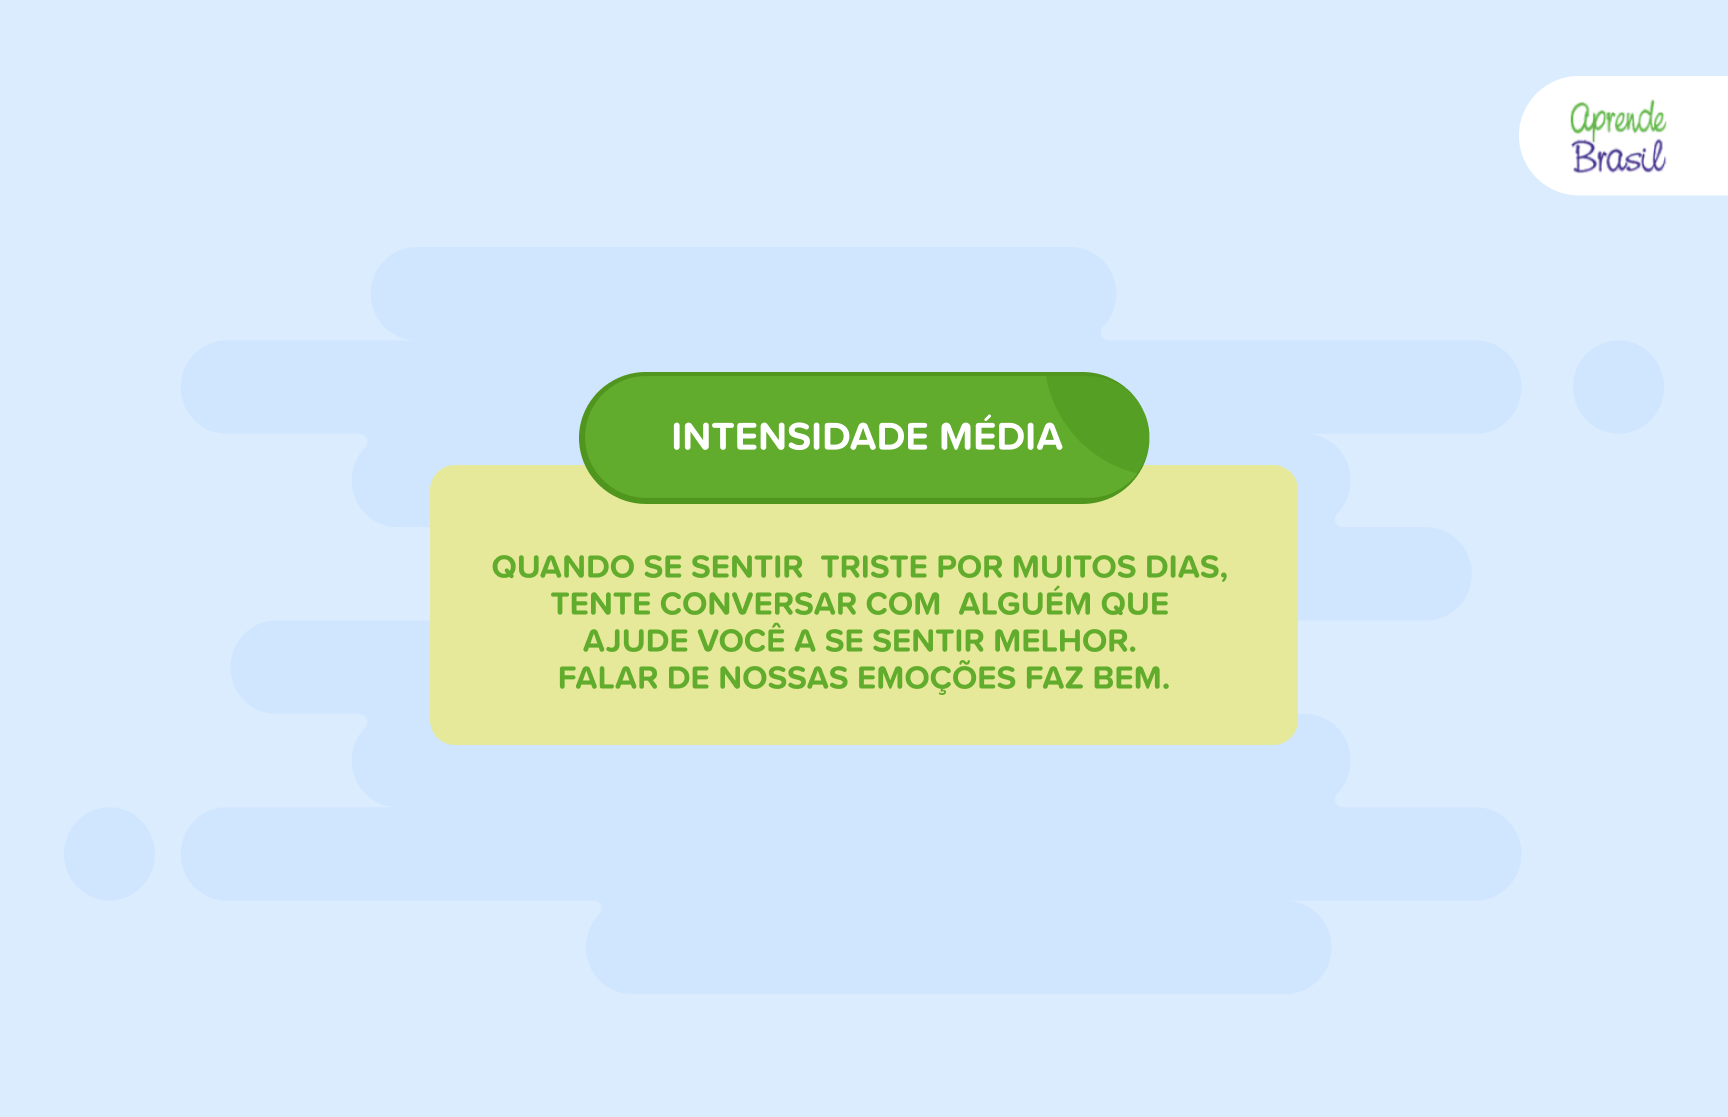 aprende
Brasil
INTENSIDADE MÉDIA
QUANDO SE SENTIR  TRISTE POR MUITOS DIAS,
TENTE CONVERSAR COM  ALGUÉM QUE
AJUDE VOCÊ A SE SENTIR MELHOR.
FALAR DE NOSSAS EMOÇÕES FAZ BEM.